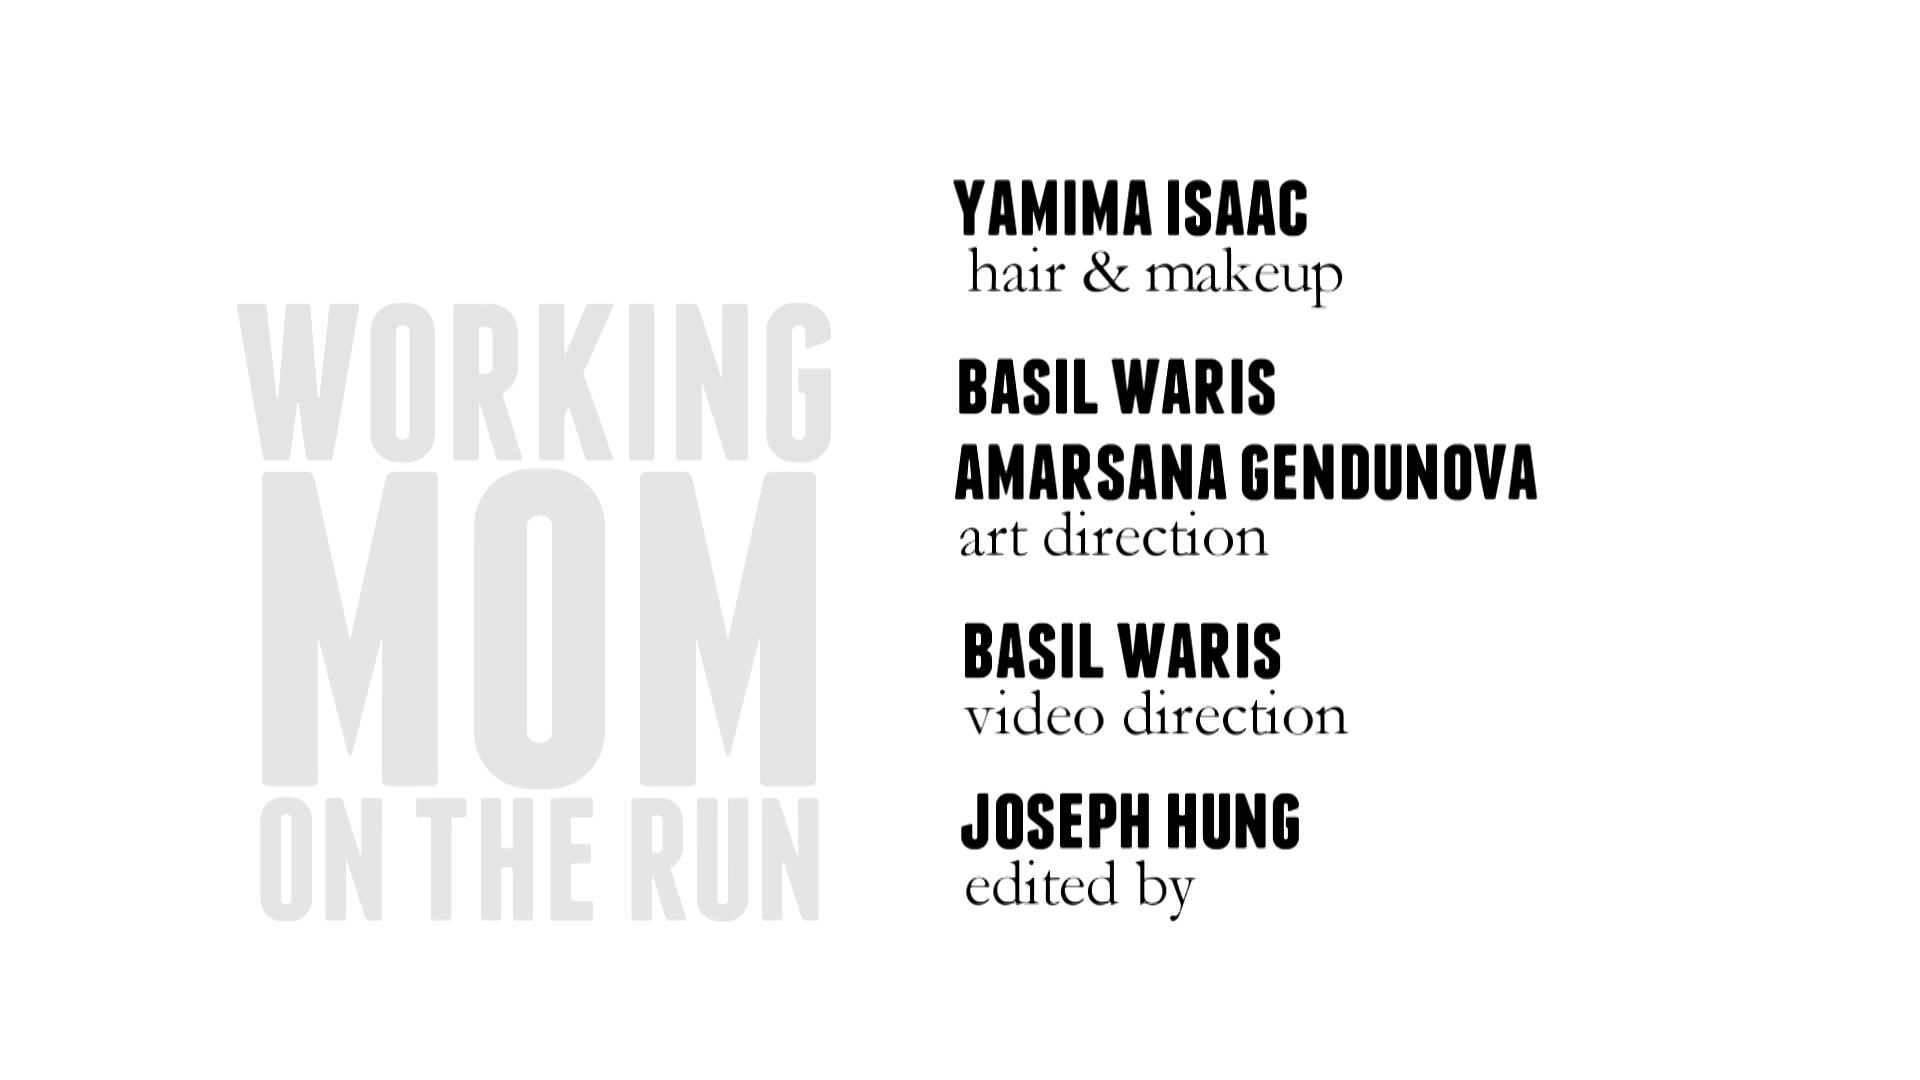 WORKING
MOM
ON THE RUN
YAMIMA ISAAC
hair & makeup
BASIL WARIS
AMARSANA GENDUNOVA
art direction
BASIL WARIS
video direction
JOSEPH HUNG
edited by